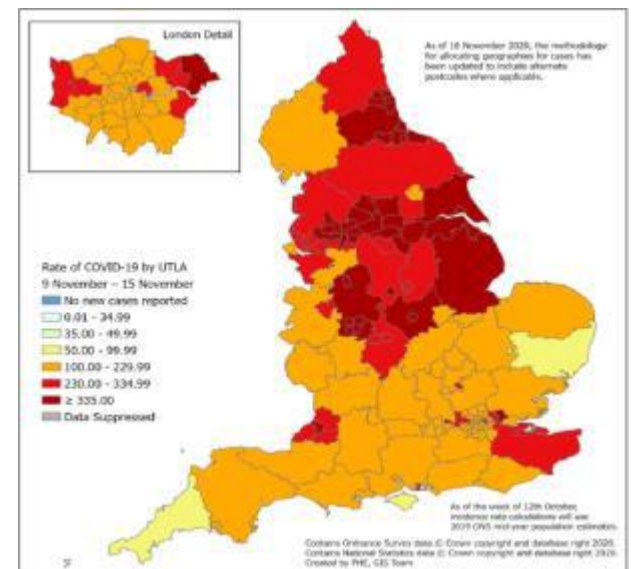 London Detail
As of 16 November 2020, the methodology
for allocating geographies for cases has
been updated to include alternate
postcodes where applicable.
Rate of COVID-19 by UTLA
9 November – 15 November
No new cases reported
0.01 - 34.99
35.00 - 49.99
50.00 - 99.99
100.00 - 229.99
230.00 - 334.99
≥ 335.00
Data Suppressed
As of the week of 12th October,
incidence rate calculations will use
2019 ONS mid-year population estimates.
Contains Ordnance Survey data © Crown copyright and database right 2020.
Contains National Statistics data © Crown copyright and database right 2020.
Created by PHE, GIS Team